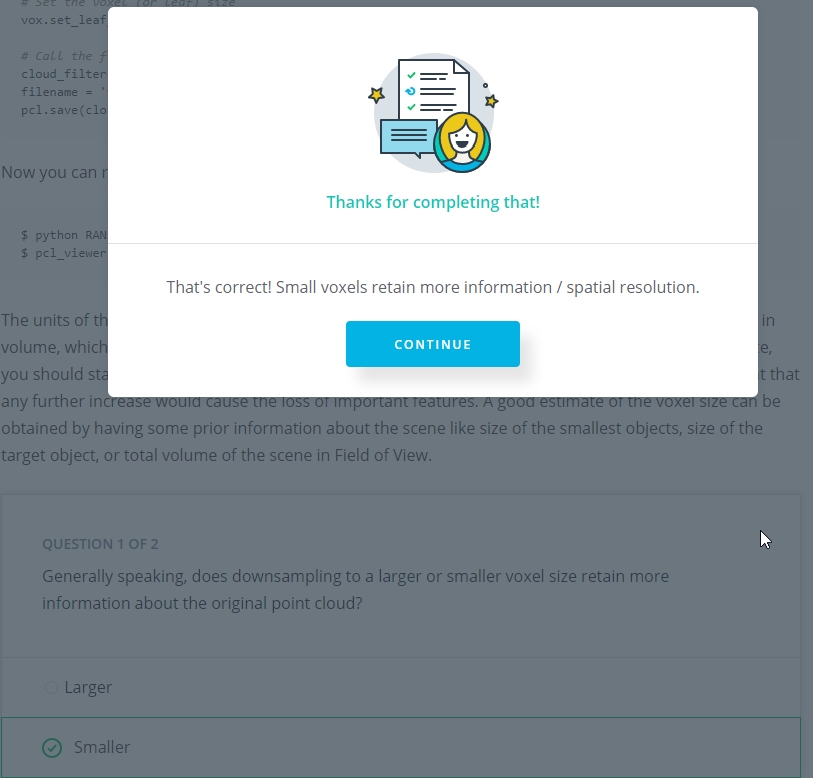 # Set the voxel (or leaf) size
vox.set_leaf
# Call the f
cloud_filter
filename = '
pcl.save(clo
Thanks for completing that!
Now you can r
$ python RAN
$ pcl_viewer
That's correct! Small voxels retain more information / spatial resolution.
CONTINUE
The units of th
in
volume, which
e,
you should sta
t that
any further increase would cause the loss of important features. A good estimate of the voxel size can be
obtained by having some prior information about the scene like size of the smallest objects, size of the
target object, or total volume of the scene in Field of View.
QUESTION 1 OF 2
Generally speaking, does downsampling to a larger or smaller voxel size retain more
information about the original point cloud?
Larger
Smaller